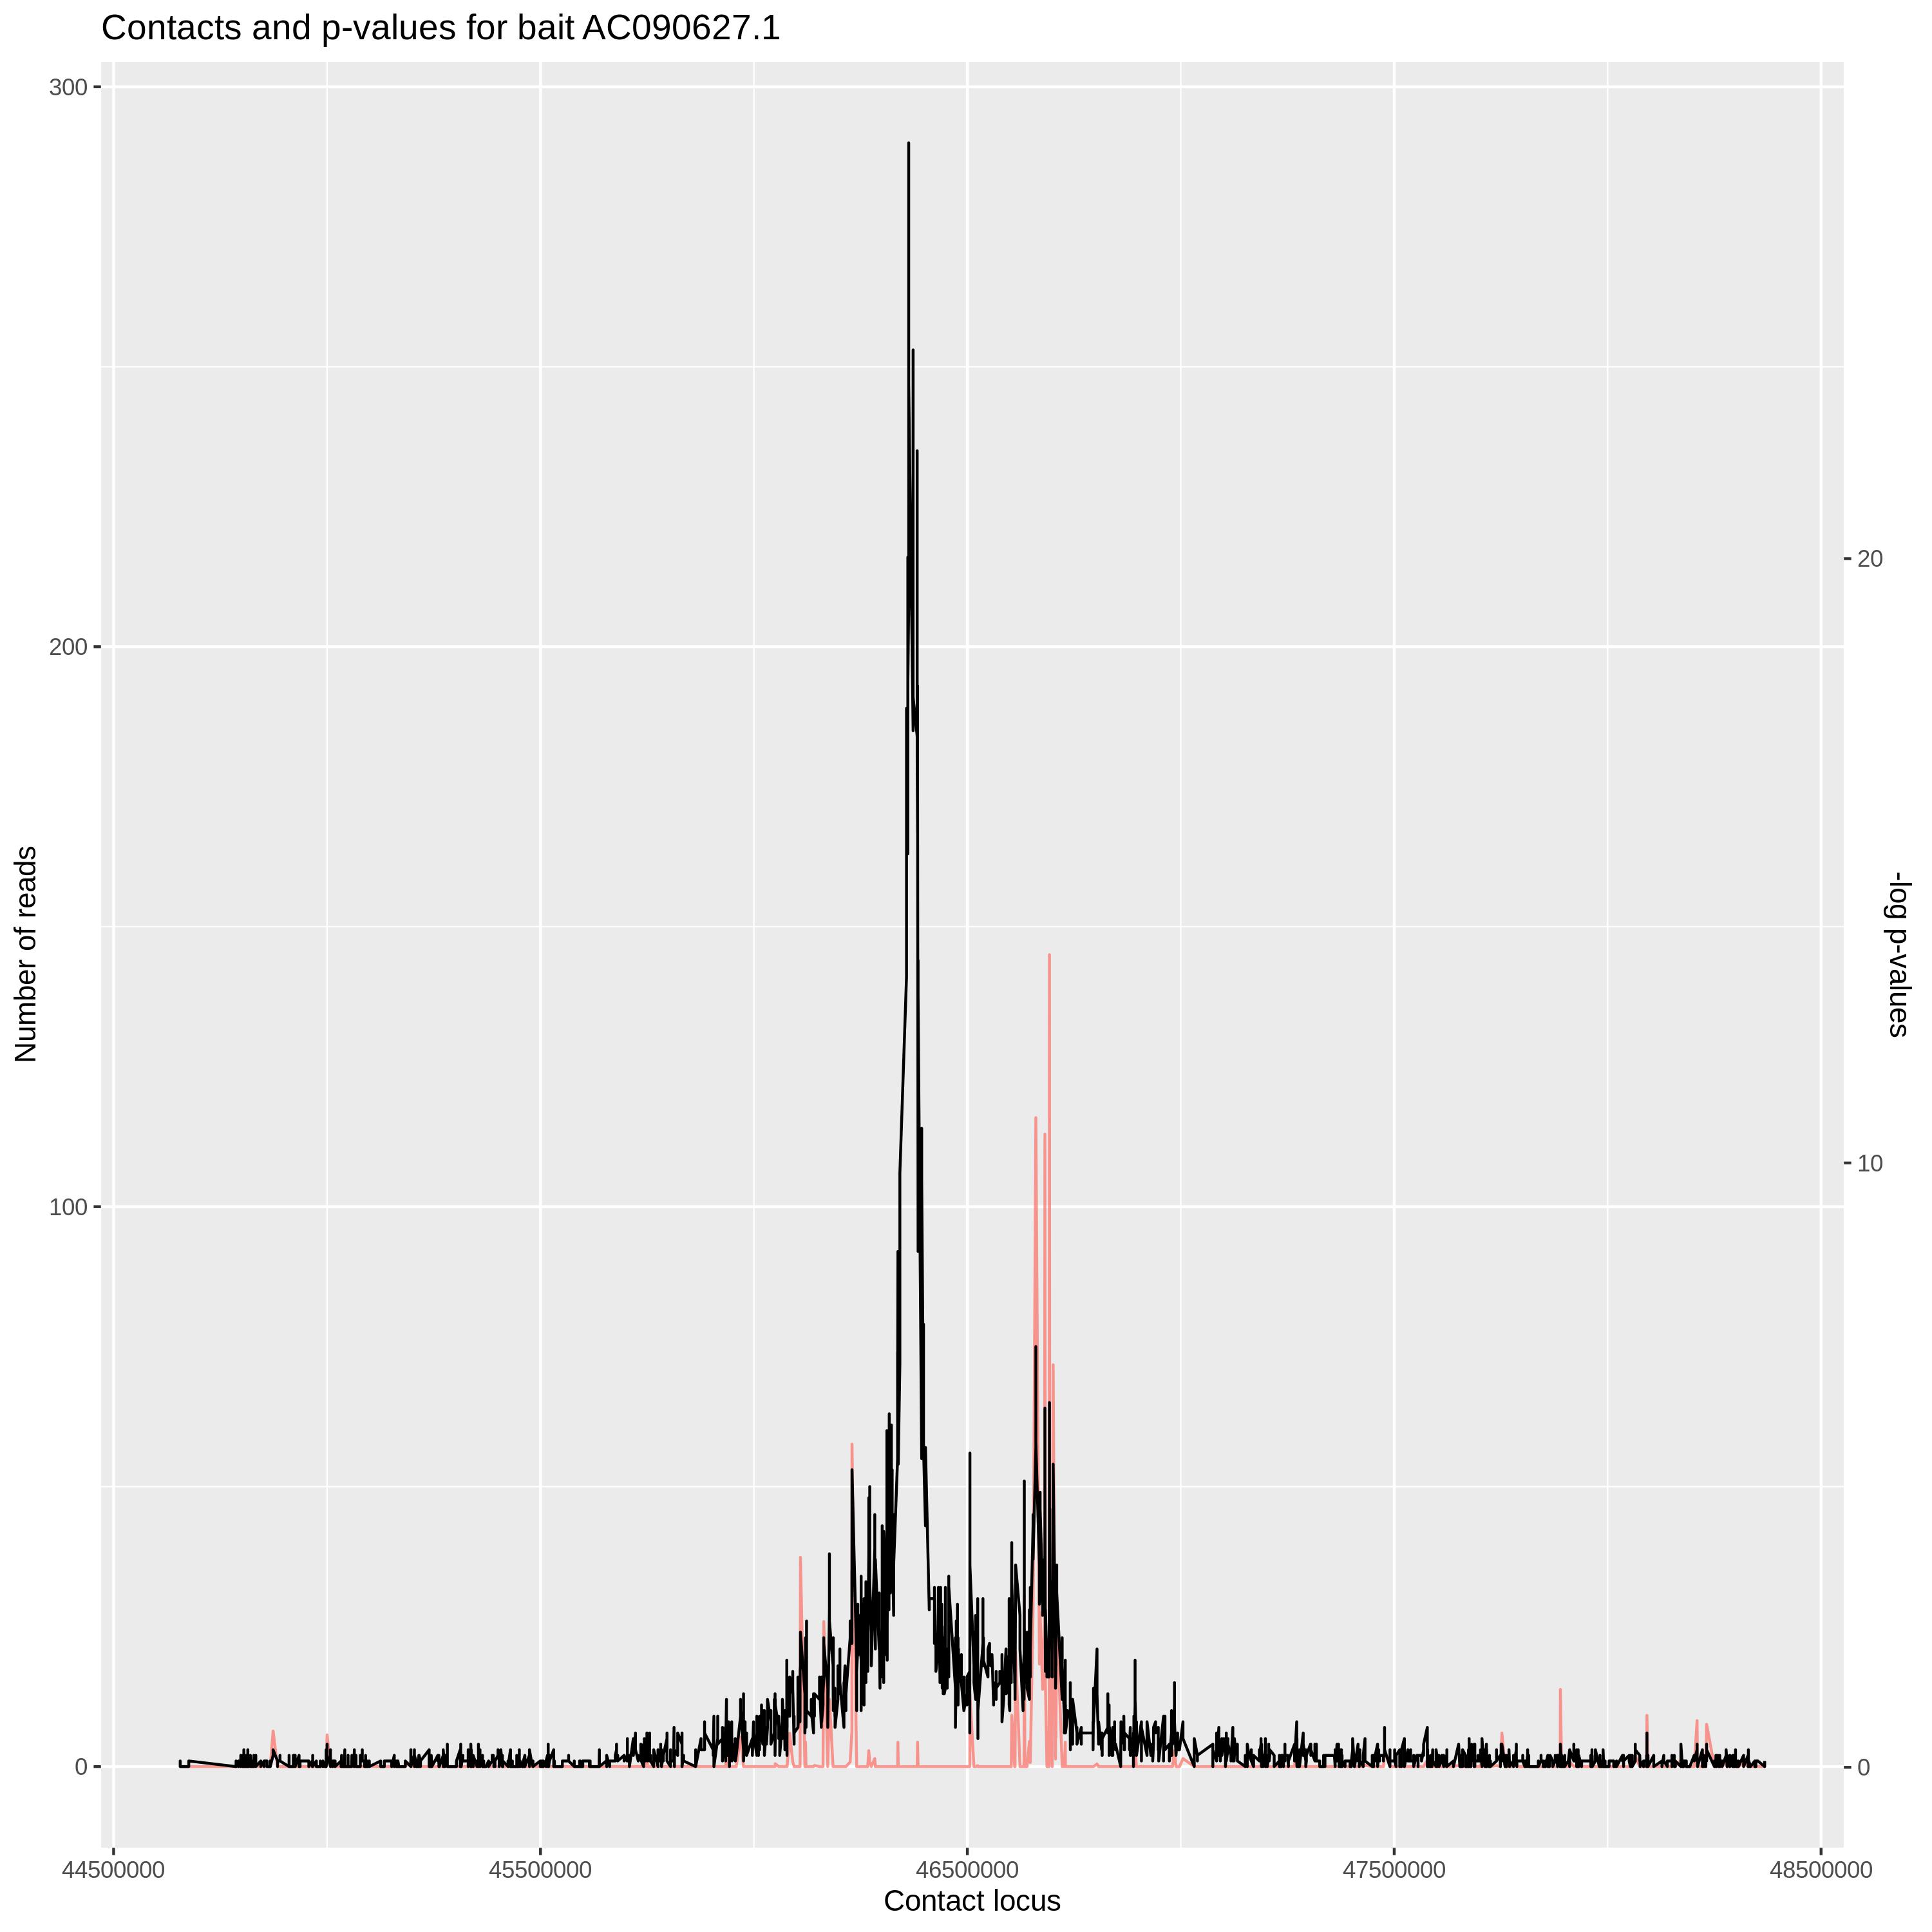 Contacts and p-values for bait AC090627.1
300
200
100
0
Number of reads
20
10
0
-log p-values
44500000 45500000 46500000 47500000 48500000
Contact locus